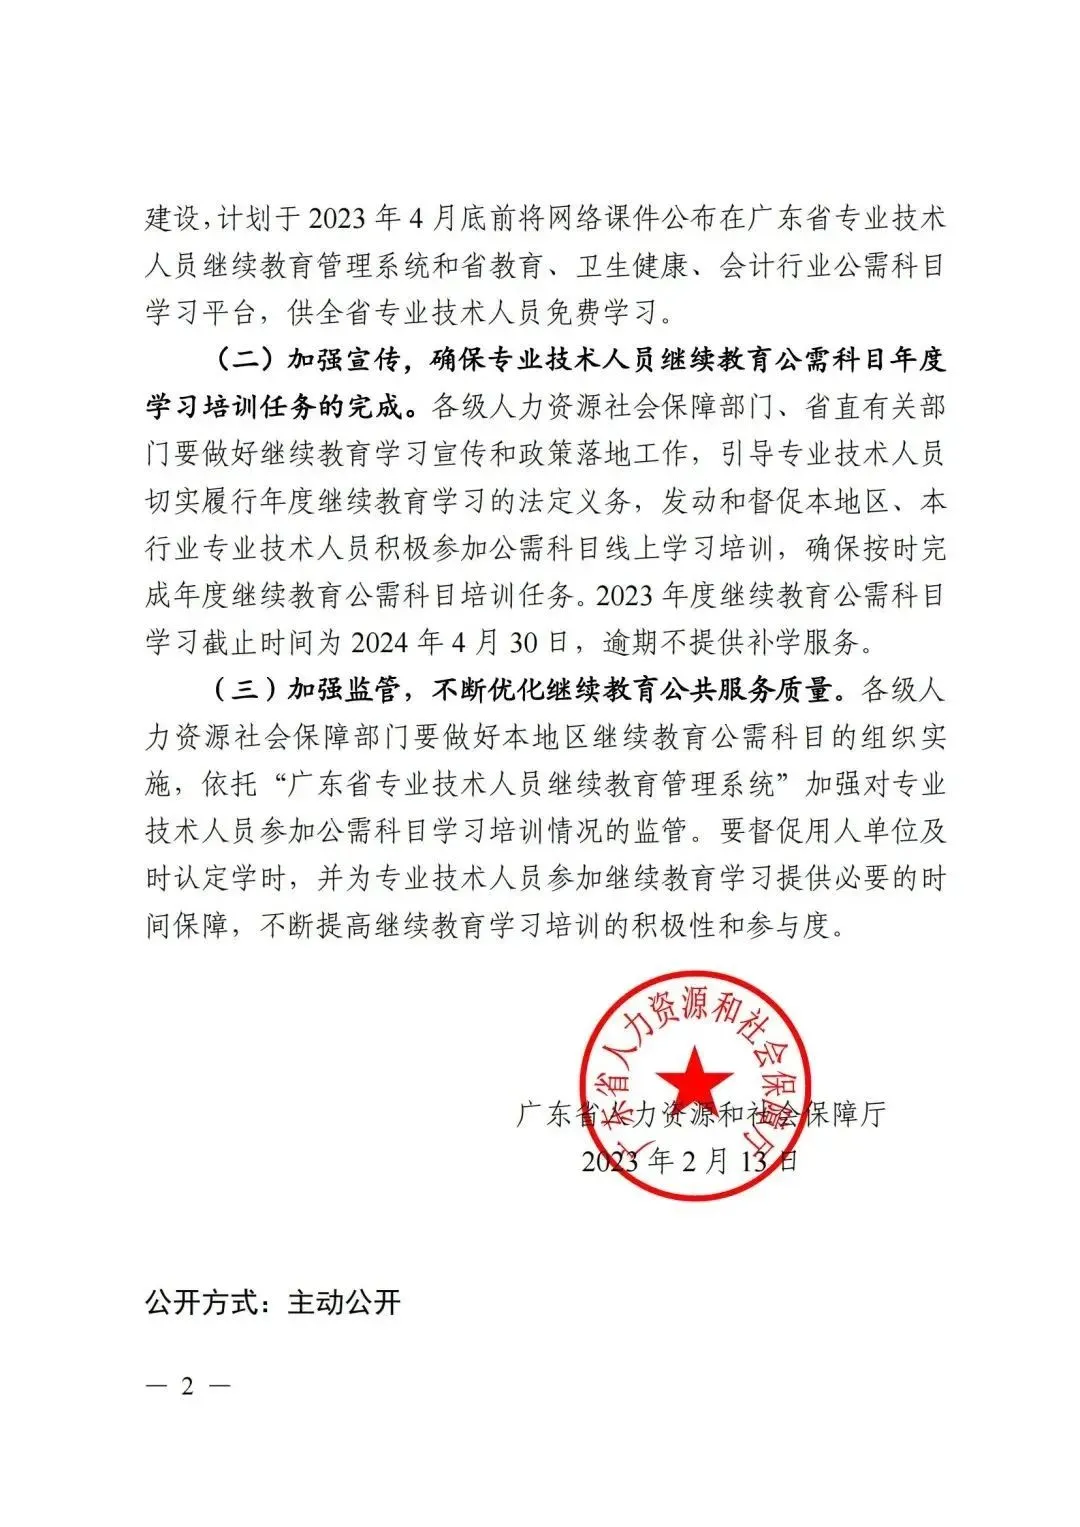 建设,计划于 2023 年 4 月底前将网络课件公布在广东省专业技术
人员继续教育管理系统和省教育、卫生健康、会计行业公需科目
学习平台，供全省专业技术人员免费学习。
（二）加强宣传，确保专业技术人员继续教育公需科目年度
学习培训任务的完成。各级人力资源社会保障部门、省直有关部
门要做好继续教育学习宣传和政策落地工作，引导专业技术人员
切实履行年度继续教育学习的法定义务，发动和督促本地区、本
行业专业技术人员积极参加公需科目线上学习培训，确保按时完
成年度继续教育公需科目培训任务。2023 年度继续教育公需科目
学习截止时间为 2024 年 4 月 30 日，逾期不提供补学服务。
（三）加强监管，不断优化继续教育公共服务质量。各级人
力资源社会保障部门要做好本地区继续教育公需科目的组织实
施，依托“广东省专业技术人员继续教育管理系统”加强对专业
技术人员参加公需科目学习培训情况的监管。要督促用人单位及
时认定学时，并为专业技术人员参加继续教育学习提供必要的时
间保障，不断提高继续教育学习培训的积极性和参与度。
广东省人力资源和社会保障厅
广东省人力资源和社会保障厅
2023 年 2 月 13 日
公开方式：主动公开
— 2 —